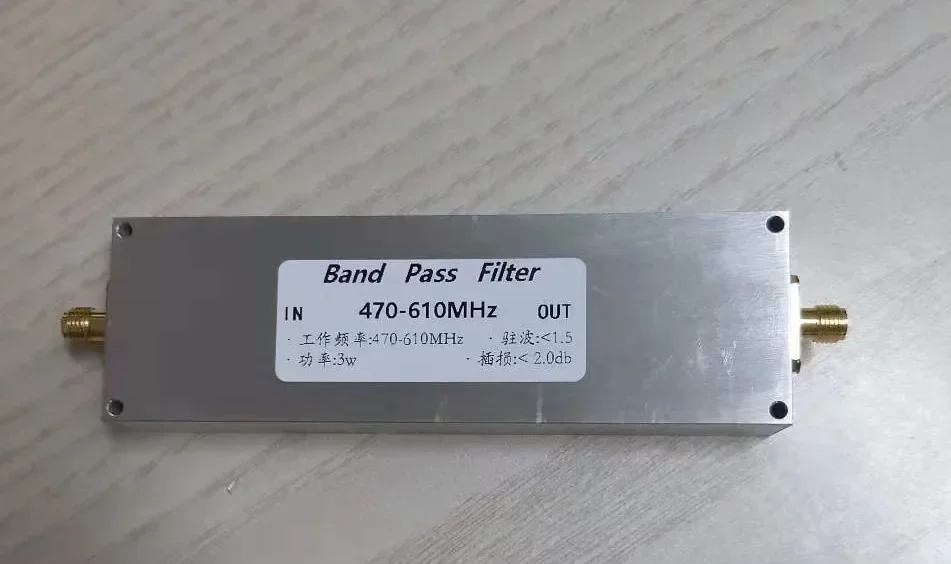 Band Pass Filter
IN 470-610MHz OUT
· 工作频率:470-610MHz · 驻波:<1.5
· 功率:3w · 插损:< 2.0db